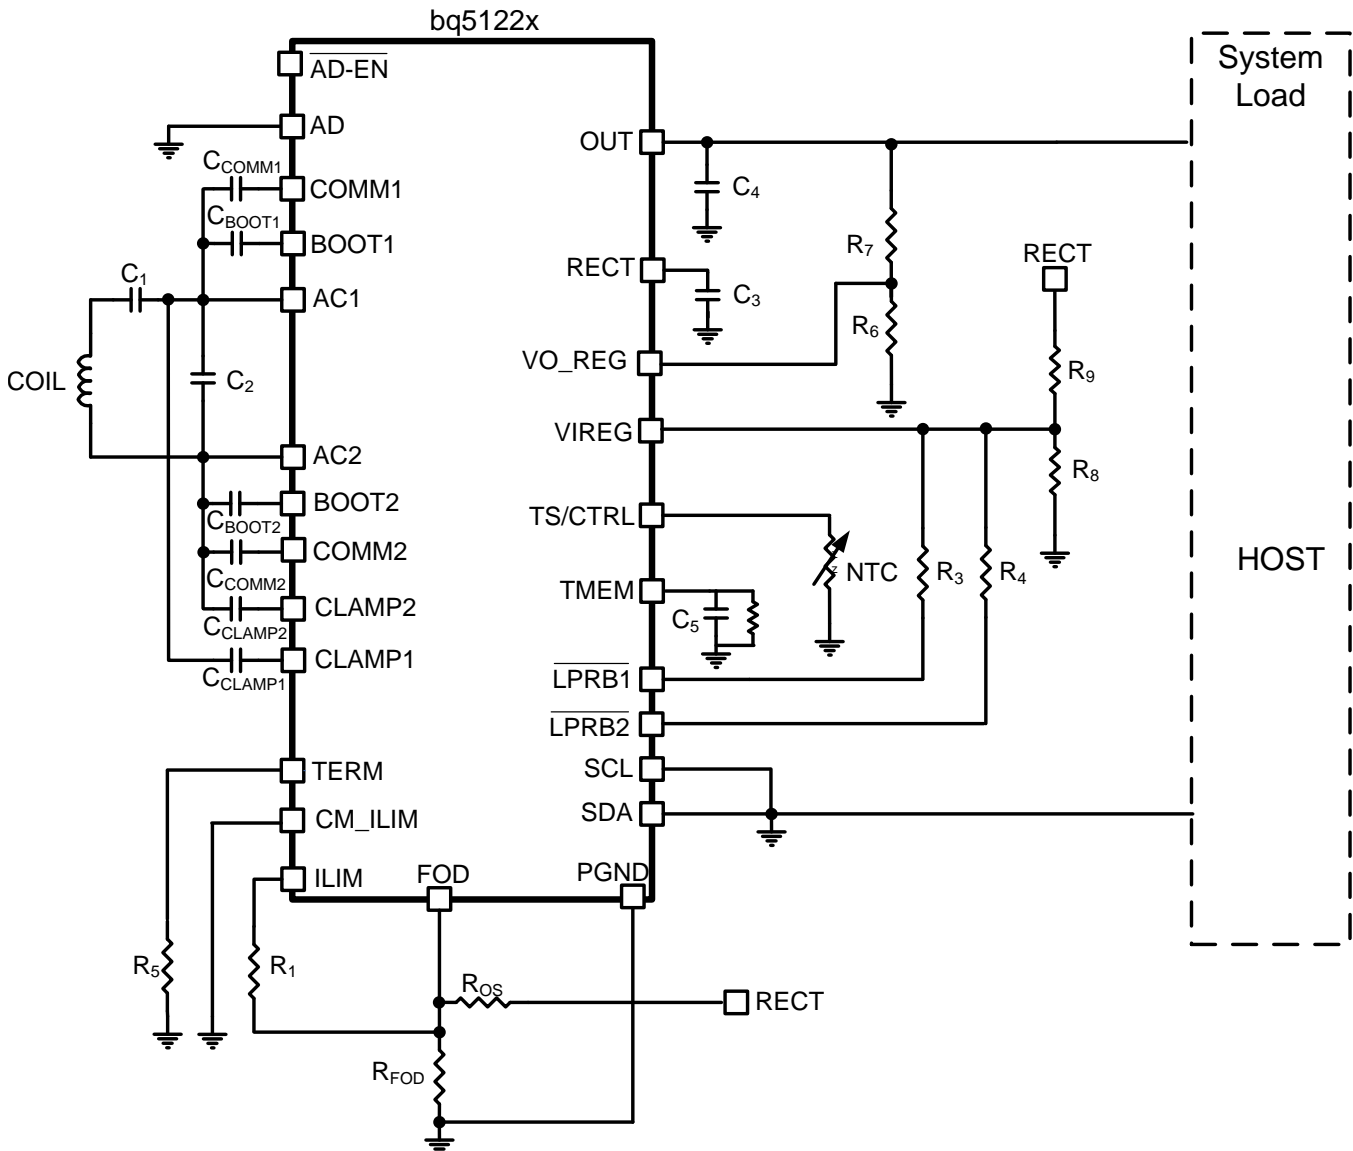 bq5122x
AD-EN
AD
CCOMM1
COMM1
CBOOT1
BOOT1
C1
AC1
COIL
C2
AC2
BOOT2
CBOOT2
COMM2
CCOMM2
CLAMP2
CCLAMP2
CLAMP1
CCLAMP1
TERM
CM_ILIM
ILIM
FOD
PGND
R5
R1
ROS
RECT
RFOD
OUT
C4
R7
RECT
C3
R6
VO_REG
RECT
R9
VIREG
R8
TS/CTRL
NTC
R3
R4
TMEM
C5
LPRB1
LPRB2
SCL
SDA
System
Load
HOST